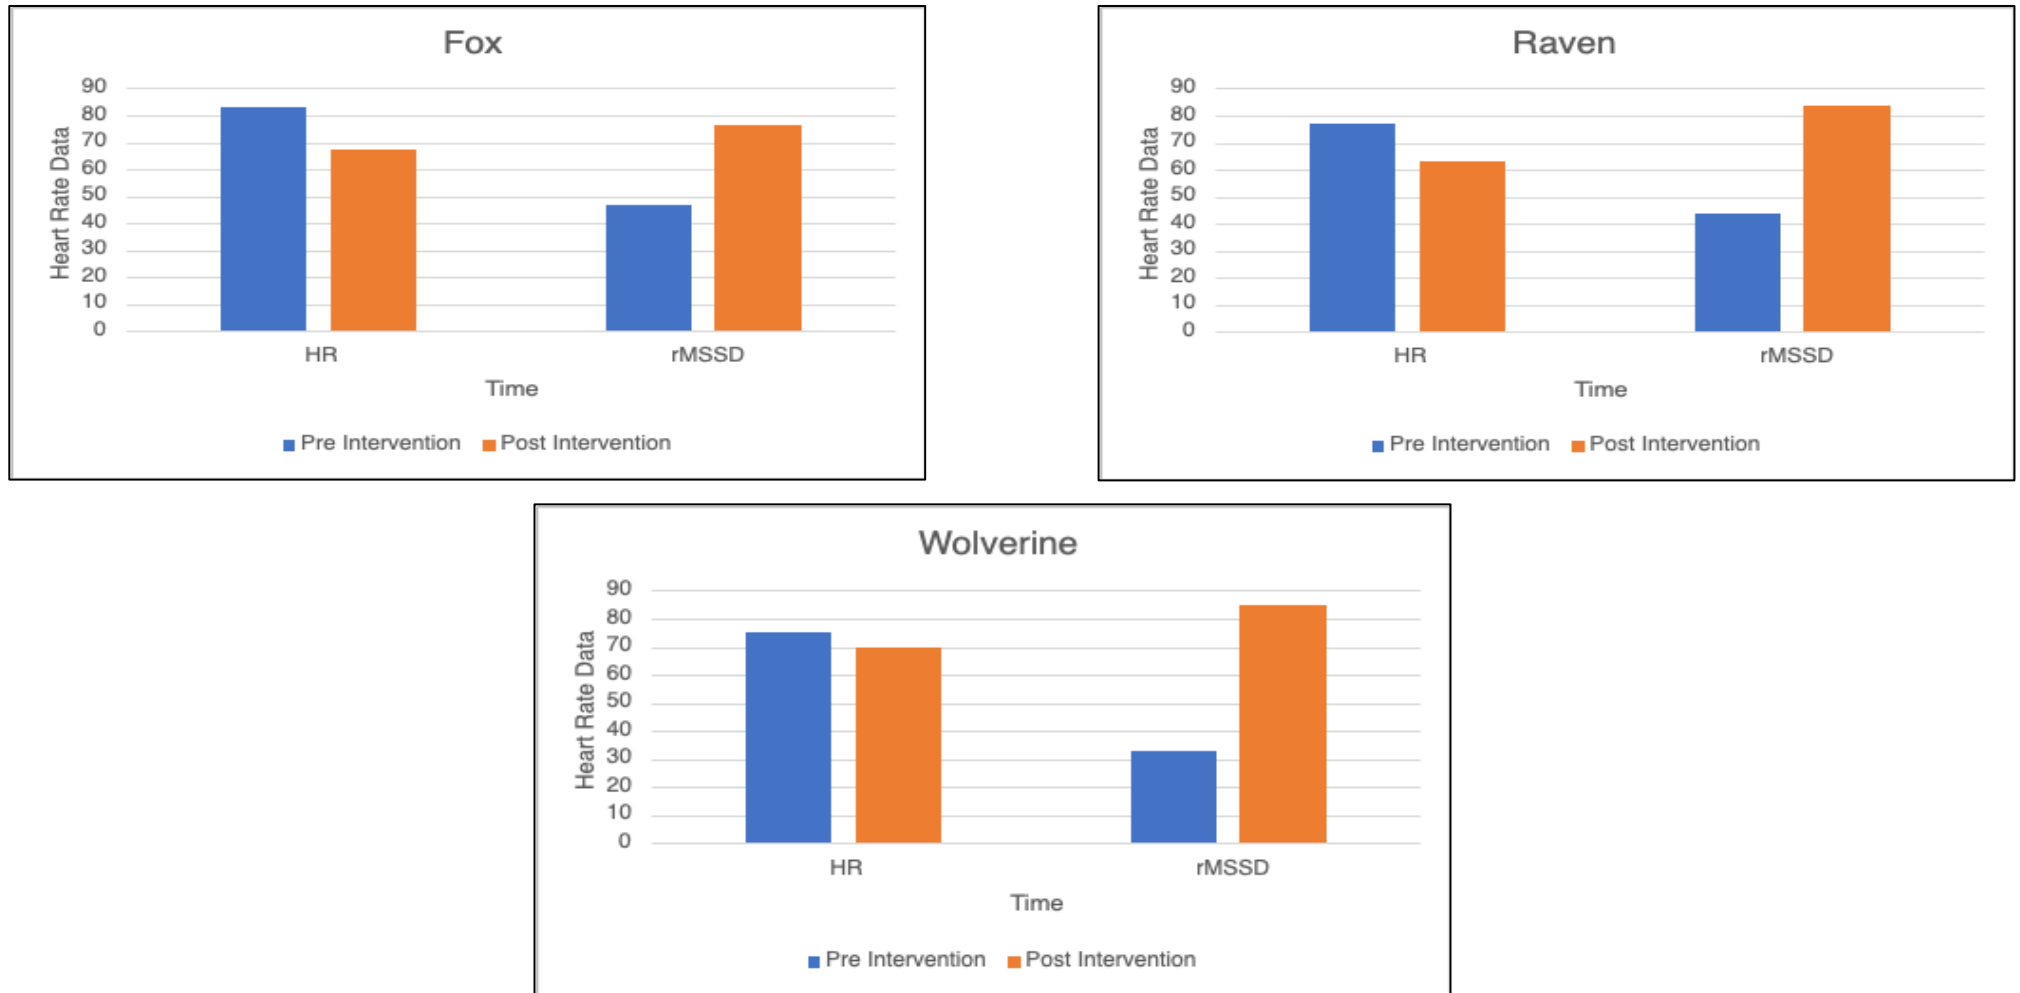 Fox
Heart Rate Data
90
80
70
60
50
40
30
20
10
0
HR rMSSD
Time
Pre Intervention Post Intervention
Raven
Heart Rate Data
90
80
70
60
50
40
30
20
10
0
HR rMSSD
Time
Pre Intervention Post Intervention
Wolverine
Heart Rate Data
90
80
70
60
50
40
30
20
10
0
HR rMSSD
Time
Pre Intervention Post Intervention